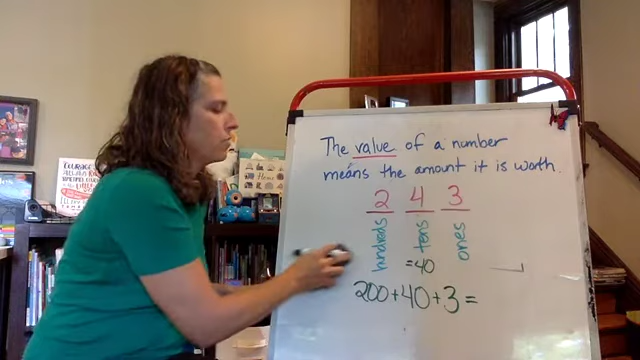 The value of a number
means the amount it is worth.
2 4 3
hundreds tens ones
=40
200+40+3=